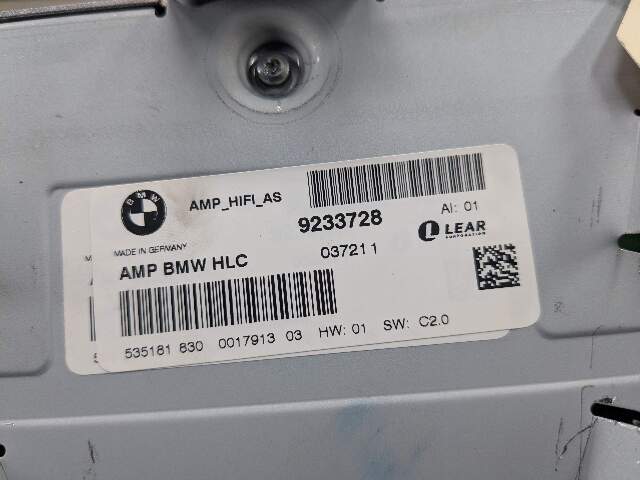 BMW
AMP_HIFI_AS
9233728
AI: 01
MADE IN GERMANY
AMP BMW HLC
037211
LEAR
CORPORATION
535181 830 0017913 03 HW: 01 SW: C2.0